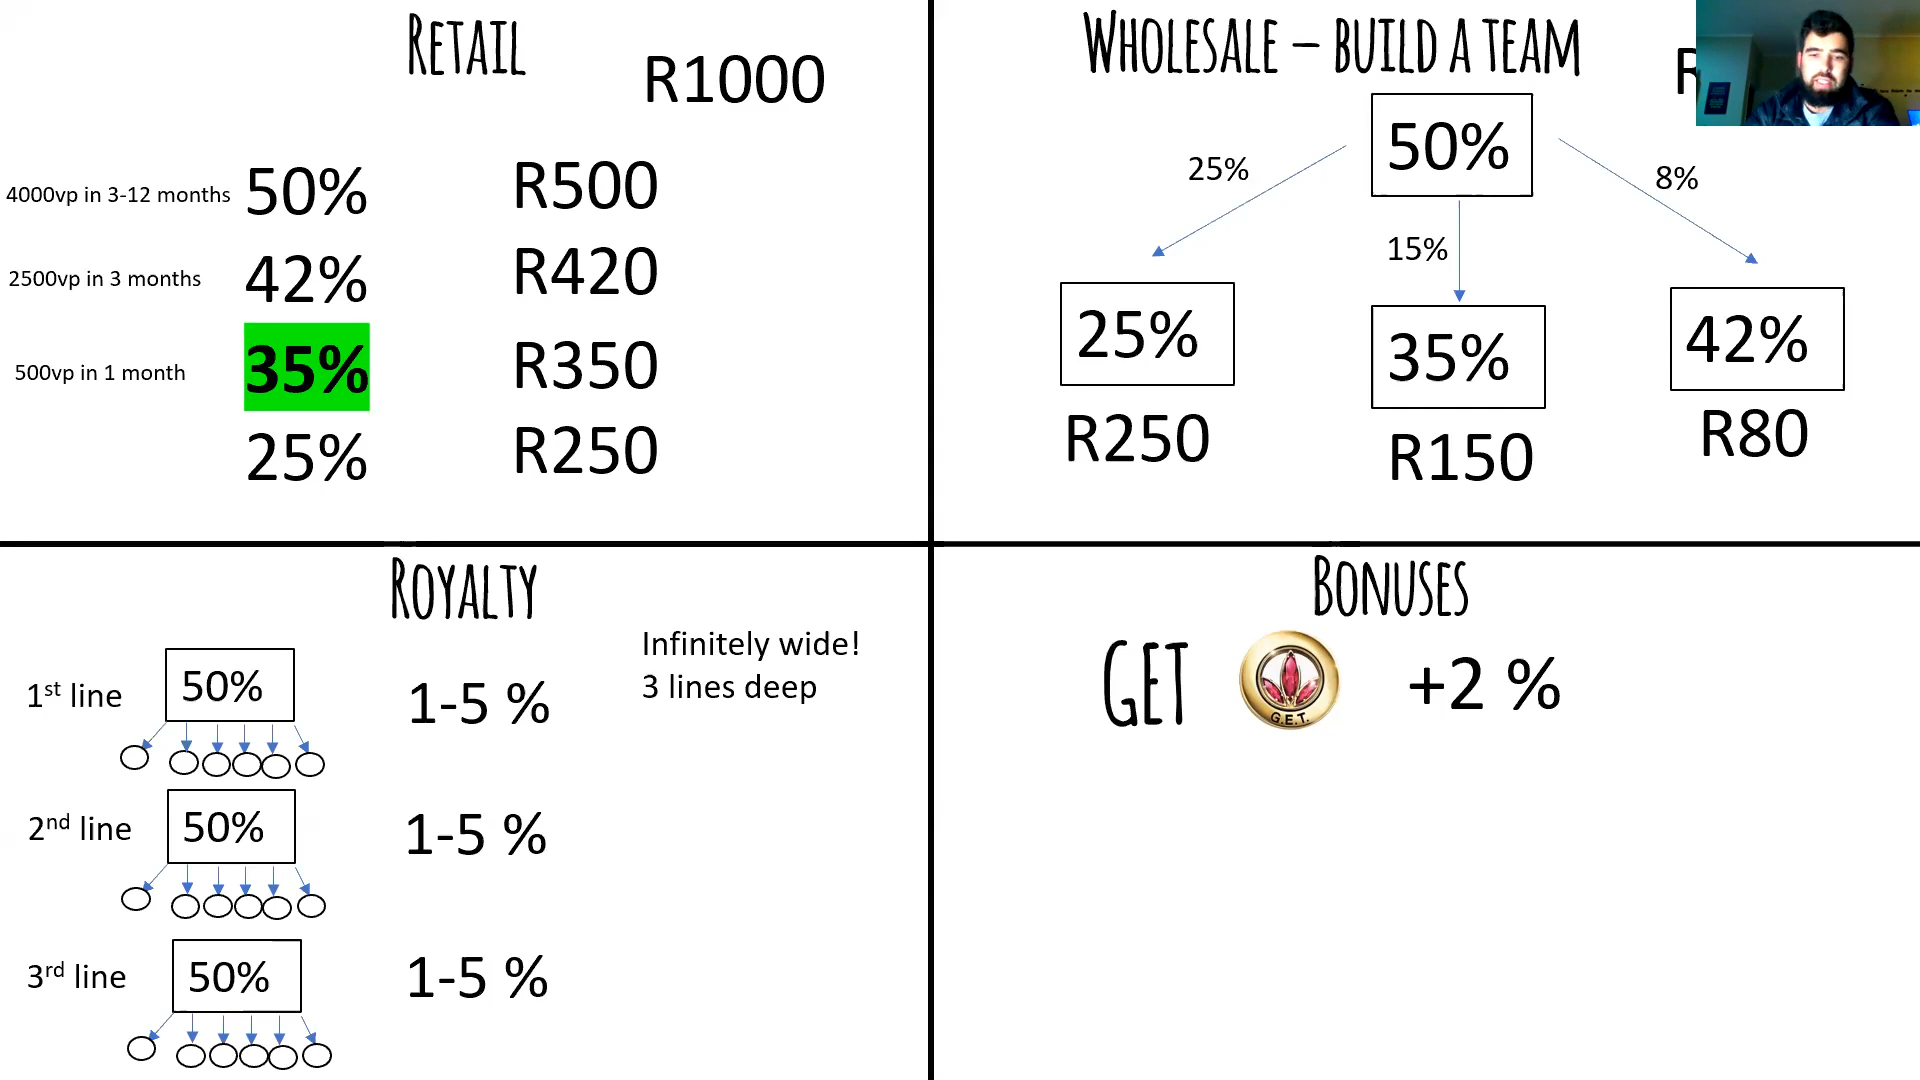 RETAIL
R1000
4000vp in 3-12 months 50% R500
2500vp in 3 months 42% R420
500vp in 1 month 35% R350
25% R250
WHOLESALE – BUILD A TEAM
R
50%
25% 15% 8%
25% 35% 42%
R250 R150 R80
ROYALTY
Infinitely wide!
3 lines deep
1st line 50% 1-5 %
2nd line 50% 1-5 %
3rd line 50% 1-5 %
BONUSES
GET G.E.T. +2 %